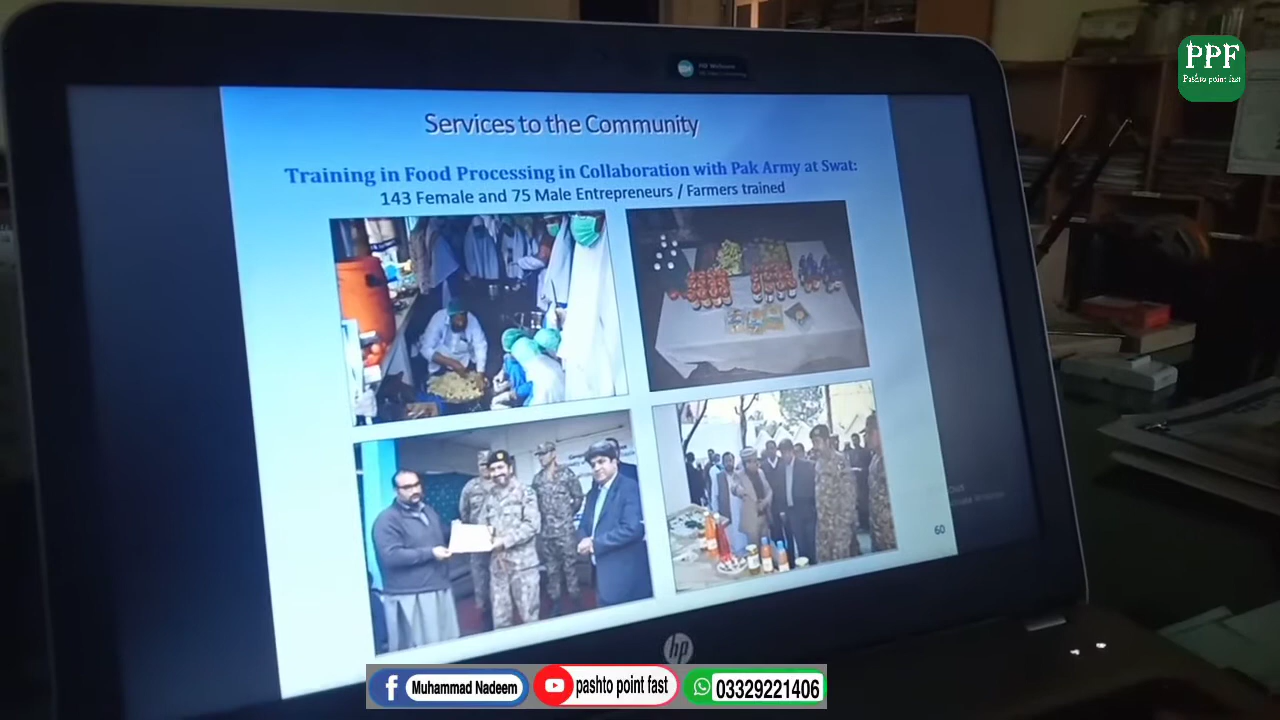 PPF
Pashto point fast
Services to the Community
Training in Food Processing in Collaboration with Pak Army at Swat:
143 Female and 75 Male Entrepreneurs / Farmers trained
60
hp
Muhammad Nadeem
pashto point fast
03329221406